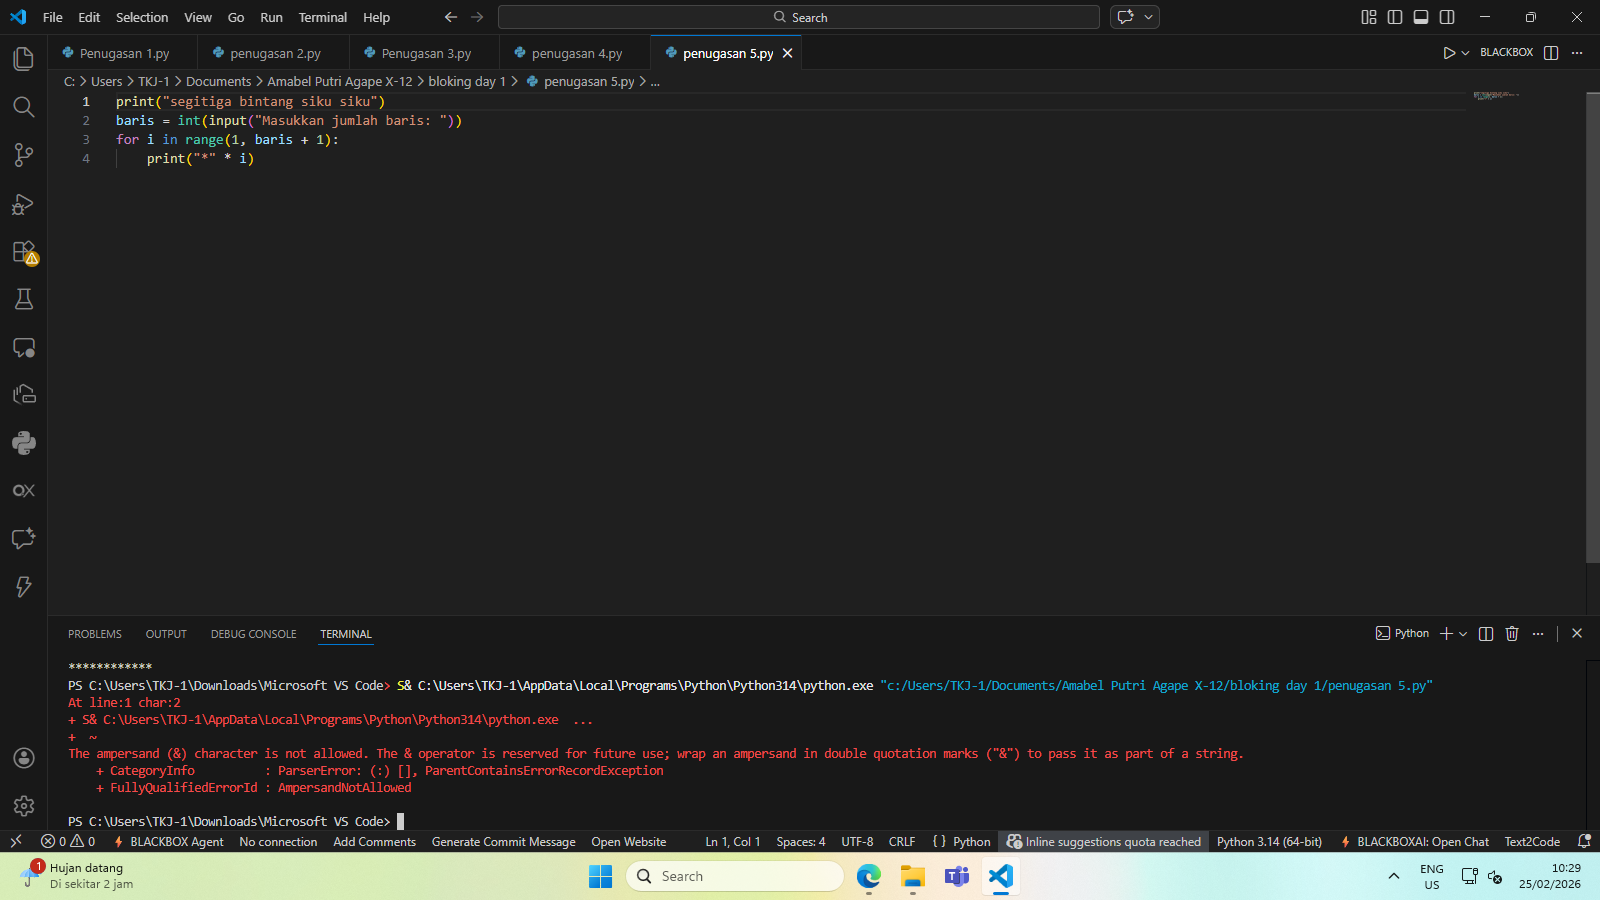 File Edit Selection View Go Run Terminal Help
Search
Penugasan 1.py penugasan 2.py Penugasan 3.py penugasan 4.py penugasan 5.py
BLACKBOX
C: > Users > TKJ-1 > Documents > Amabel Putri Agape X-12 > bloking day 1 > penugasan 5.py > ...
1 print("segitiga bintang siku siku")
2 baris = int(input("Masukkan jumlah baris: "))
3 for i in range(1, baris + 1):
4 print("*" * i)
PROBLEMS OUTPUT DEBUG CONSOLE TERMINAL
Python
************
PS C:\Users\TKJ-1\Downloads\Microsoft VS Code> S& C:\Users\TKJ-1\AppData\Local\Programs\Python\Python314\python.exe "c:/Users/TKJ-1/Documents/Amabel Putri Agape X-12/bloking day 1/penugasan 5.py"
At line:1 char:2
+ S& C:\Users\TKJ-1\AppData\Local\Programs\Python\Python314\python.exe  ...
+  ~
The ampersand (&) character is not allowed. The & operator is reserved for future use; wrap an ampersand in double quotation marks ("&") to pass it as part of a string.
    + CategoryInfo          : ParserError: (:) [], ParentContainsErrorRecordException
    + FullyQualifiedErrorId : AmpersandNotAllowed
PS C:\Users\TKJ-1\Downloads\Microsoft VS Code>
0 0 BLACKBOX Agent No connection Add Comments Generate Commit Message Open Website Ln 1, Col 1 Spaces: 4 UTF-8 CRLF {} Python Inline suggestions quota reached Python 3.14 (64-bit) BLACKBOXAI: Open Chat Text2Code
1 Hujan datang
Di sekitar 2 jam
Search
ENG
US
10:29
25/02/2026